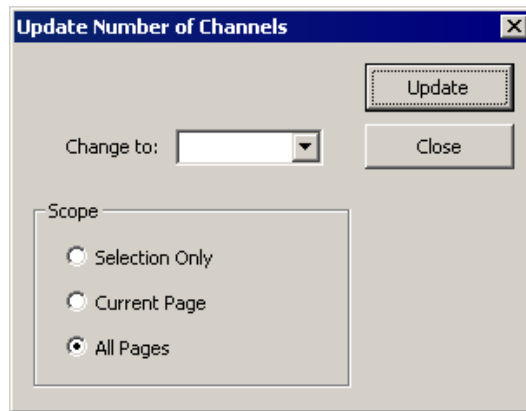 Update Number of Channels
Update
Change to:
Close
Scope
Selection Only
Current Page
All Pages